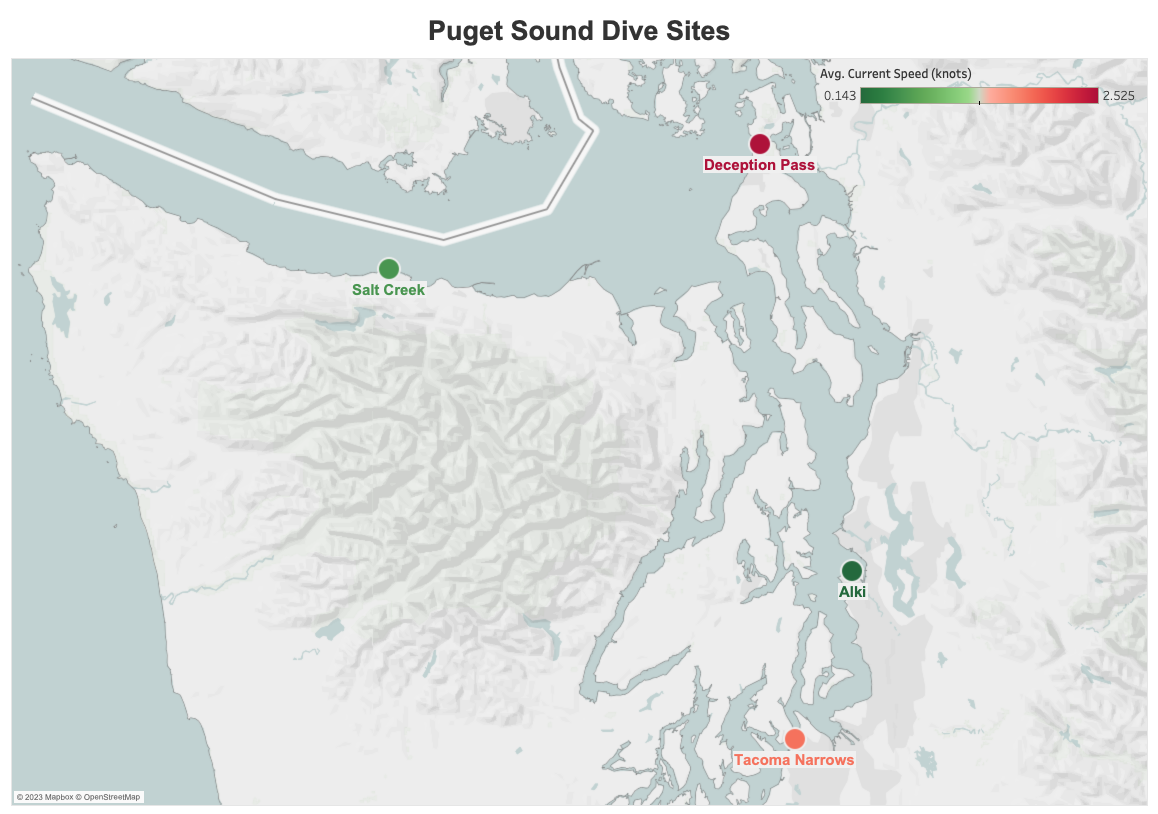 Puget Sound Dive Sites
Avg. Current Speed (knots)
0.143 2.525
Deception Pass
Salt Creek
Alki
Tacoma Narrows
© 2023 Mapbox © OpenStreetMap